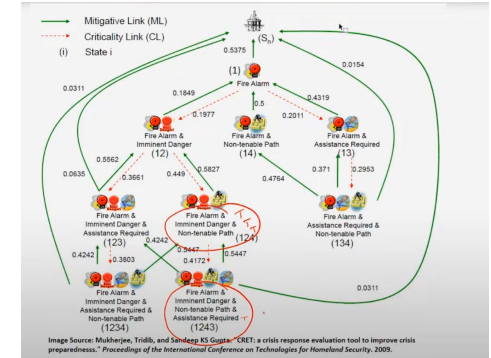 Mitigative Link (ML)
Criticality Link (CL)
(i) State i
(Sn)
0.5375
(1)
Fire Alarm
0.0311
0.0154
0.1849
0.1977
0.5
0.2011
0.4319
Fire Alarm &
Imminent Danger
(12)
Fire Alarm &
Non-tenable Path
(14)
Fire Alarm &
Assistance Required
(13)
0.0635
0.5562
0.3661
0.449
0.5827
0.4764
0.371
0.2953
Fire Alarm &
Imminent Danger &
Assistance Required
(123)
Fire Alarm &
Imminent Danger &
Non-tenable Path
(124)
Fire Alarm &
Assistance Required &
Non-tenable Path
(134)
0.4242
0.3803
0.4242
0.5447
0.4172
0.5447
0.0311
Fire Alarm &
Imminent Danger &
Assistance Required &
Non-tenable Path
(1234)
Fire Alarm &
Imminent Danger &
Non-tenable Path &
Assistance Required
(1243)
Image Source: Mukherjee, Tridib, and Sandeep KS Gupta. "CRET: a crisis response evaluation tool to improve crisis
preparednesss." Proceedings of the International Conference on Technologies for Homeland Security. 2009.